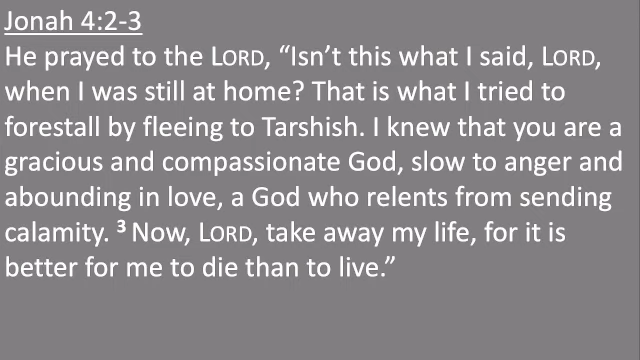 Jonah 4:2-3
He prayed to the LORD, “Isn’t this what I said, LORD,
when I was still at home? That is what I tried to
forestall by fleeing to Tarshish. I knew that you are a
gracious and compassionate God, slow to anger and
abounding in love, a God who relents from sending
calamity. ³ Now, LORD, take away my life, for it is
better for me to die than to live.”